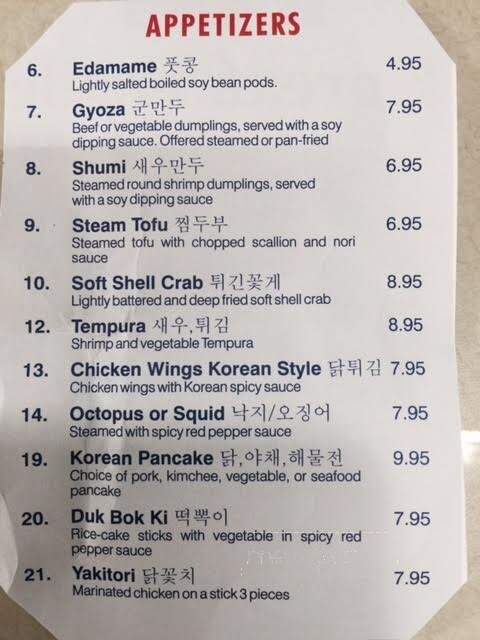 APPETIZERS
6. Edamame 풋콩 4.95
Lightly salted boiled soy bean pods.
7. Gyoza 군만두 7.95
Beef or vegetable dumplings, served with a soy
dipping sauce. Offered steamed or pan-fried
8. Shumi 새우만두 6.95
Steamed round shrimp dumplings, served
with a soy dipping sauce
9. Steam Tofu 찜두부 6.95
Steamed tofu with chopped scallion and nori
sauce
10. Soft Shell Crab 튀긴꽃게 8.95
Lightly battered and deep fried soft shell crab
12. Tempura 새우,튀김 8.95
Shrimp and vegetable Tempura
13. Chicken Wings Korean Style 닭튀김 7.95
Chicken wings with Korean spicy sauce
14. Octopus or Squid 낙지/오징어 7.95
Steamed with spicy red pepper sauce
19. Korean Pancake 닭,야채,해물전 9.95
Choice of pork, kimchee, vegetable, or seafood
pancake
20. Duk Bok Ki 떡뽁이 7.95
Rice-cake sticks with vegetable in spicy red
pepper sauce
21. Yakitori 닭꽃치 7.95
Marinated chicken on a stick 3 pieces